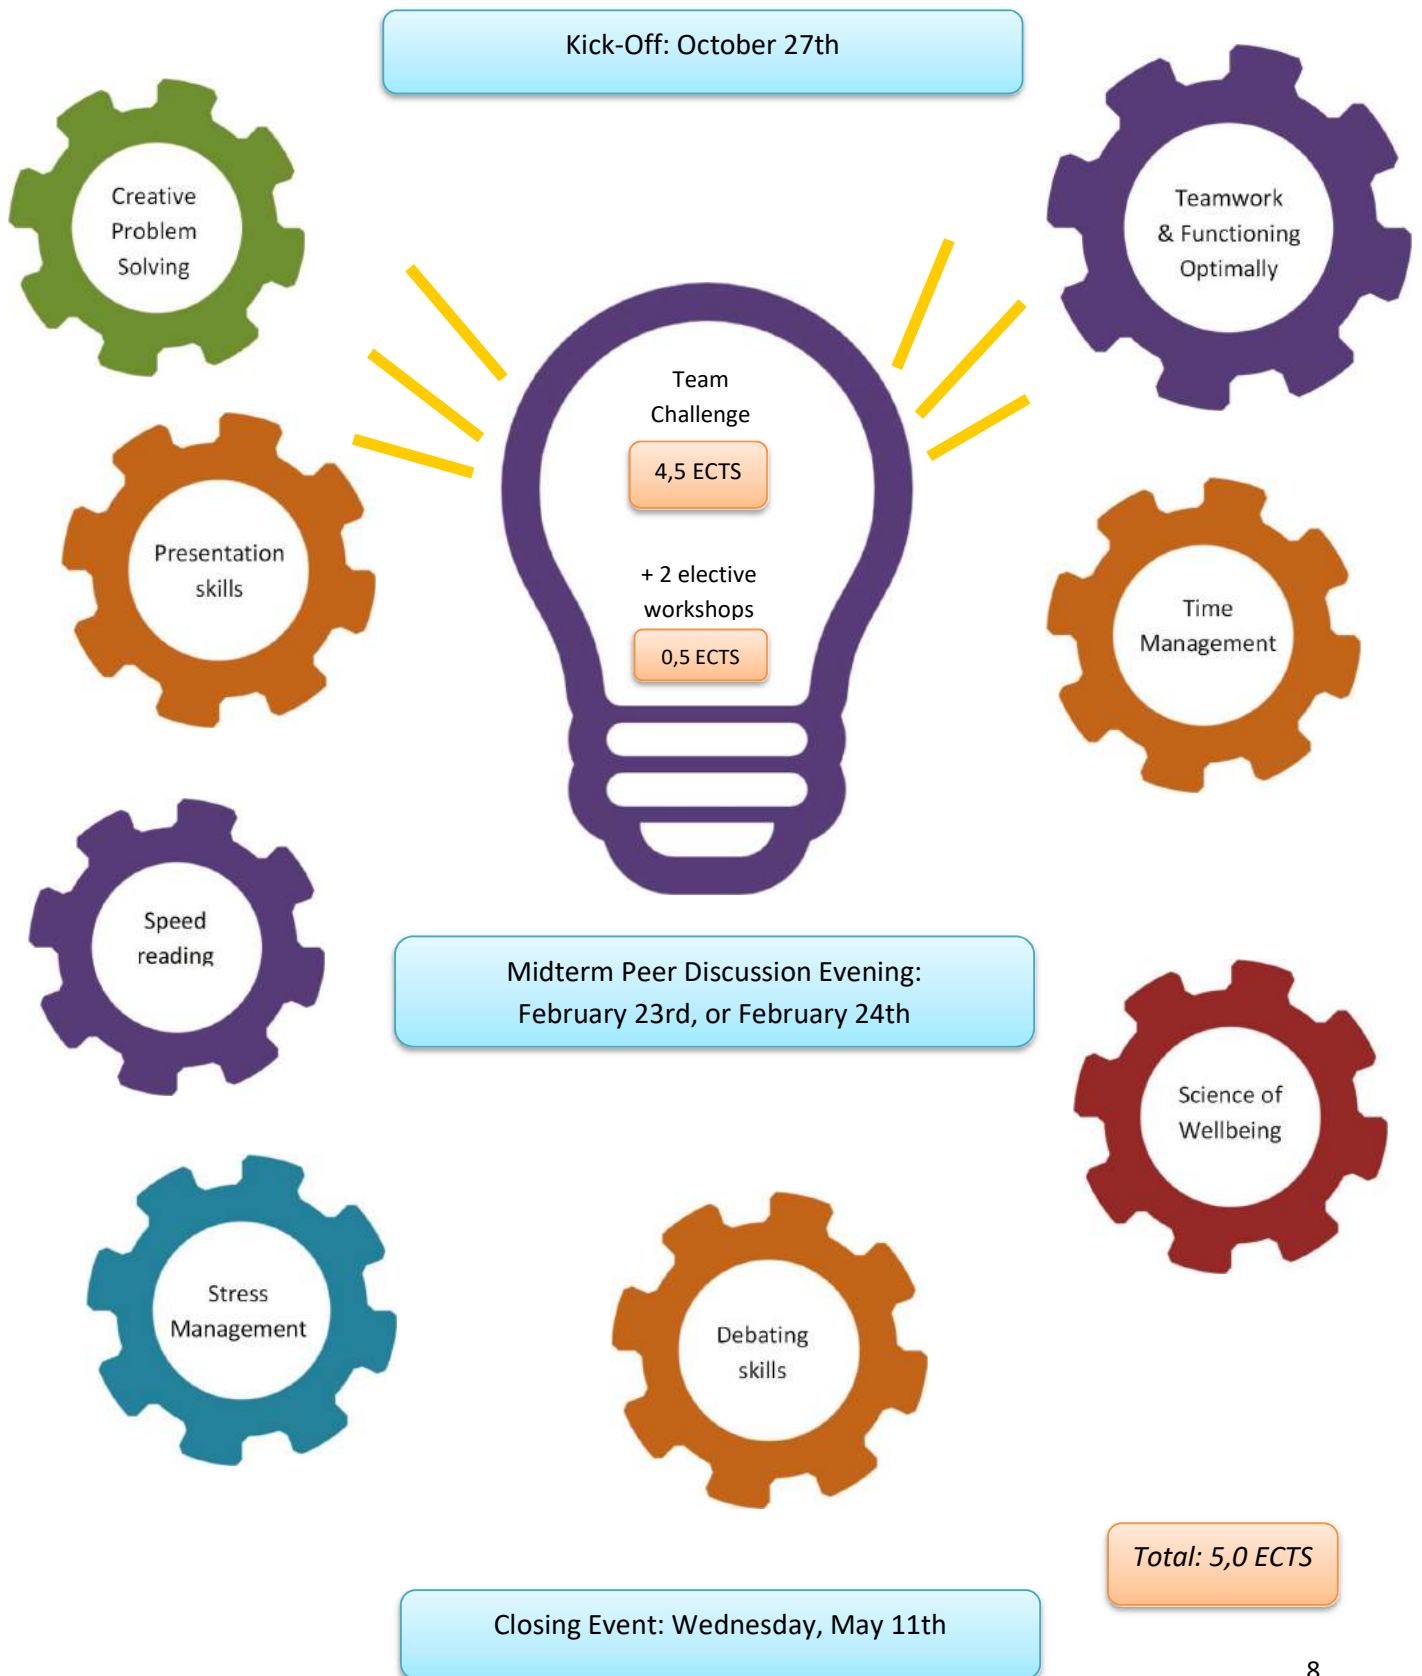 Kick-Off: October 27th
Creative
Problem
Solving
Teamwork
& Functioning
Optimally
Team
Challenge
4,5 ECTS
+ 2 elective
workshops
0,5 ECTS
Presentation
skills
Time
Management
Speed
reading
Midterm Peer Discussion Evening:
February 23rd, or February 24th
Science of
Wellbeing
Stress
Management
Debating
skills
Total: 5,0 ECTS
Closing Event: Wednesday, May 11th
8